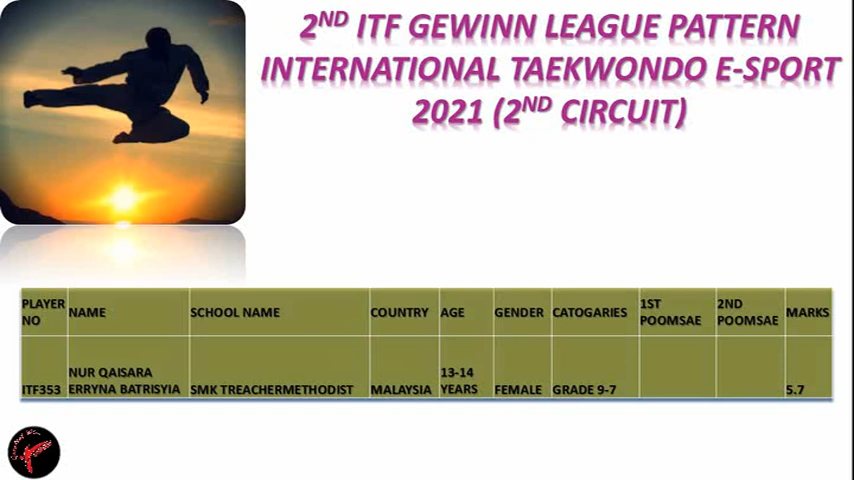 2ND ITF GEWINN LEAGUE PATTERN
INTERNATIONAL TAEKWONDO E-SPORT
2021 (2ND CIRCUIT)
PLAYER NO NAME SCHOOL NAME COUNTRY AGE GENDER CATOGARIES 1ST POOMSAE 2ND POOMSAE MARKS
ITF353 NUR QAISARA ERRYNA BATRISYIA SMK TREACHERMETHODIST MALAYSIA 13-14 YEARS FEMALE GRADE 9-7 5.7